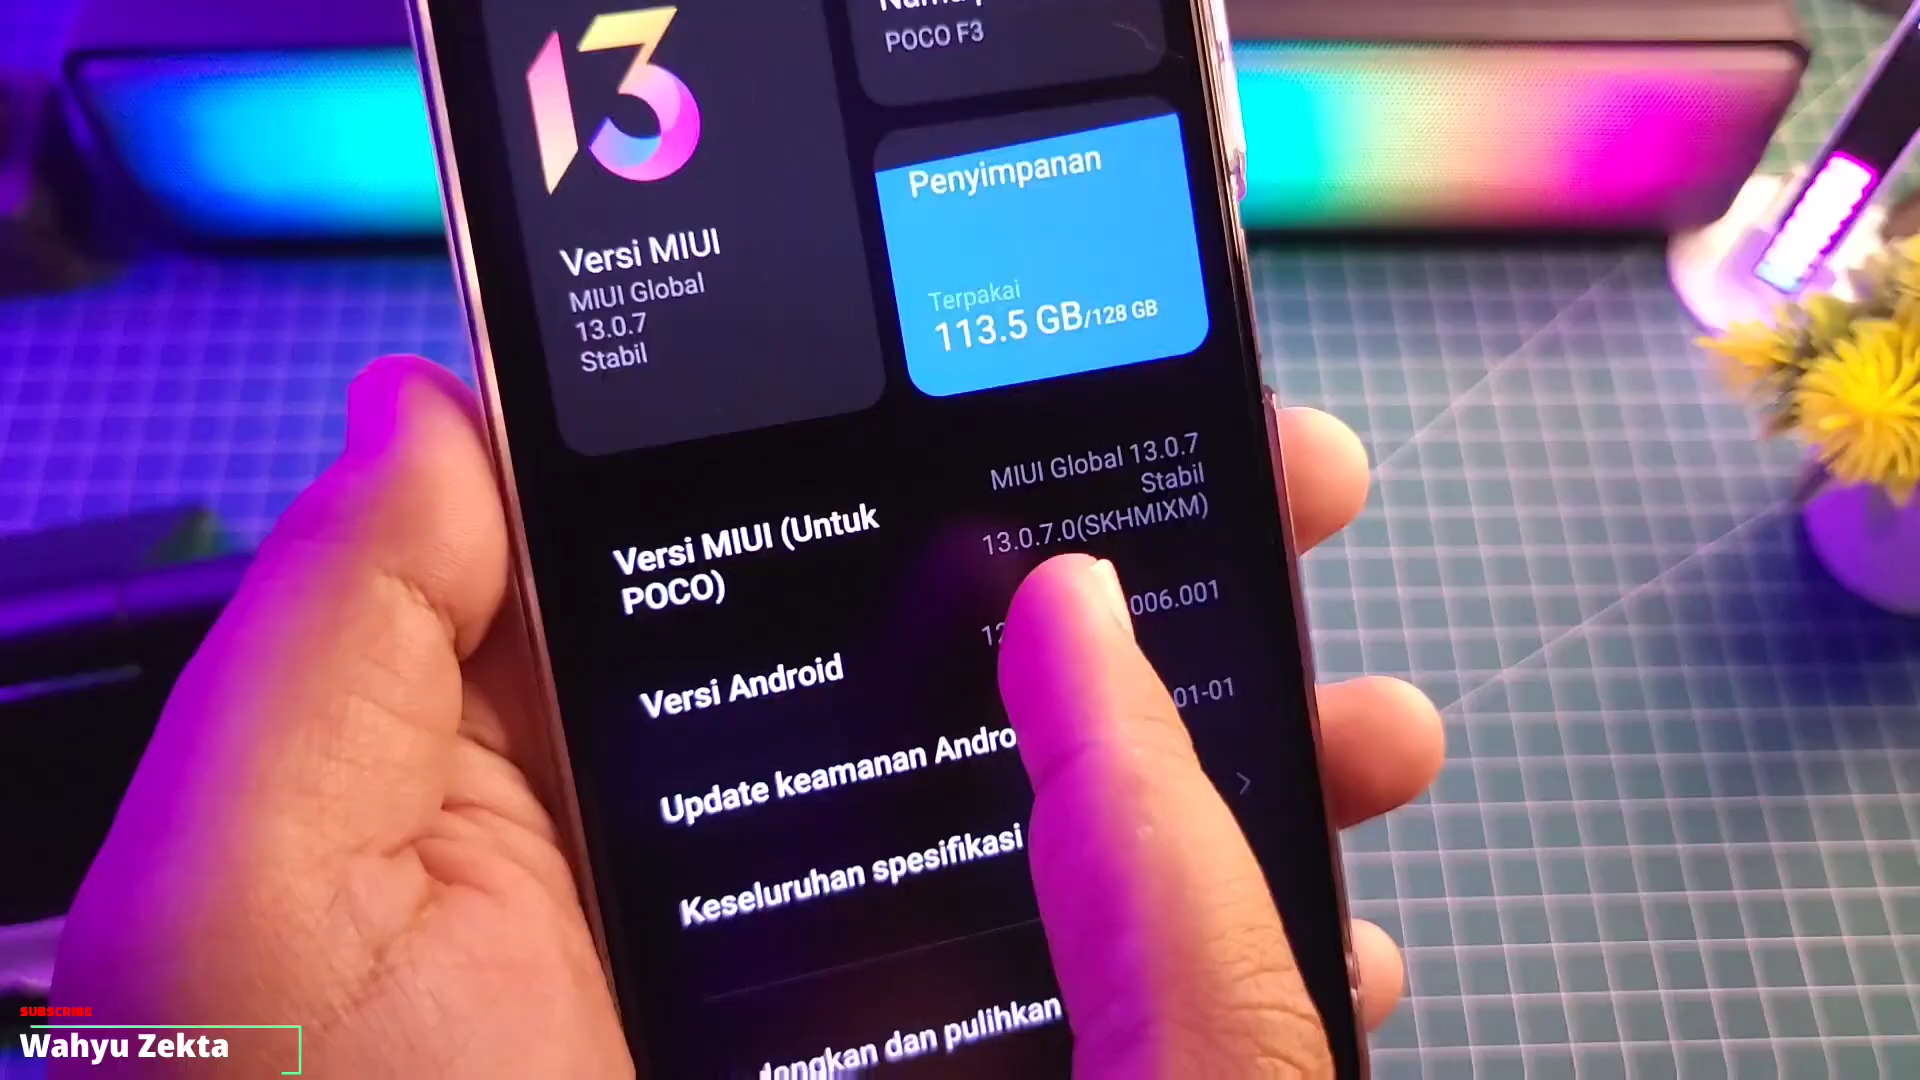 13
POCO F3
Versi MIUI
MIUI Global
13.0.7
Stabil
Penyimpanan
Terpakai
113.5 GB/128 GB
Versi MIUI (Untuk
POCO)
MIUI Global 13.0.7
Stabil
13.0.7.0(SKHMIXM)
Versi Android
006.001
Update keamanan
01-01
Keseluruhan spesifikasi
dan pulihkan
SUBSCRIBE
Wahyu Zekta